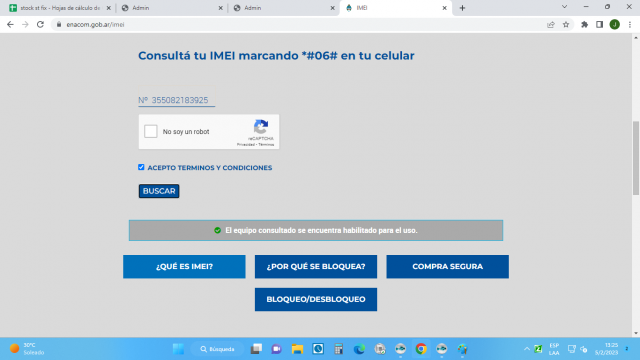 stock st fix - Hojas de cálculo de
Admin
Admin
IMEI
enacom.gob.ar/imei
J
Consultá tu IMEI marcando *#06# en tu celular
Nº 355082183925
No soy un robot
reCAPTCHA
Privacidad - Términos
ACEPTO TERMINOS Y CONDICIONES
BUSCAR
El equipo consultado se encuentra habilitado para el uso.
¿QUÉ ES IMEI?
¿POR QUÉ SE BLOQUEA?
COMPRA SEGURA
BLOQUEO/DESBLOQUEO
30°C
Soleado
Búsqueda
ESP
LAA
13:25
5/2/2023